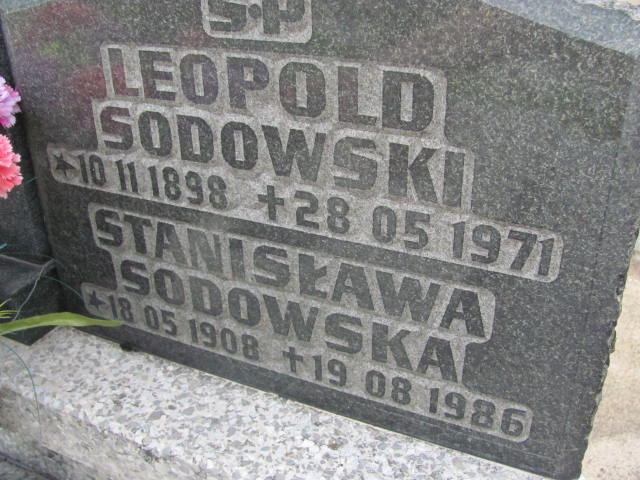 S.P
LEOPOLD
SODOWSKI
*10 11 1898 +28 05 1971
STANISŁAWA
SODOWSKA
*18 05 1908 +19 08 1986